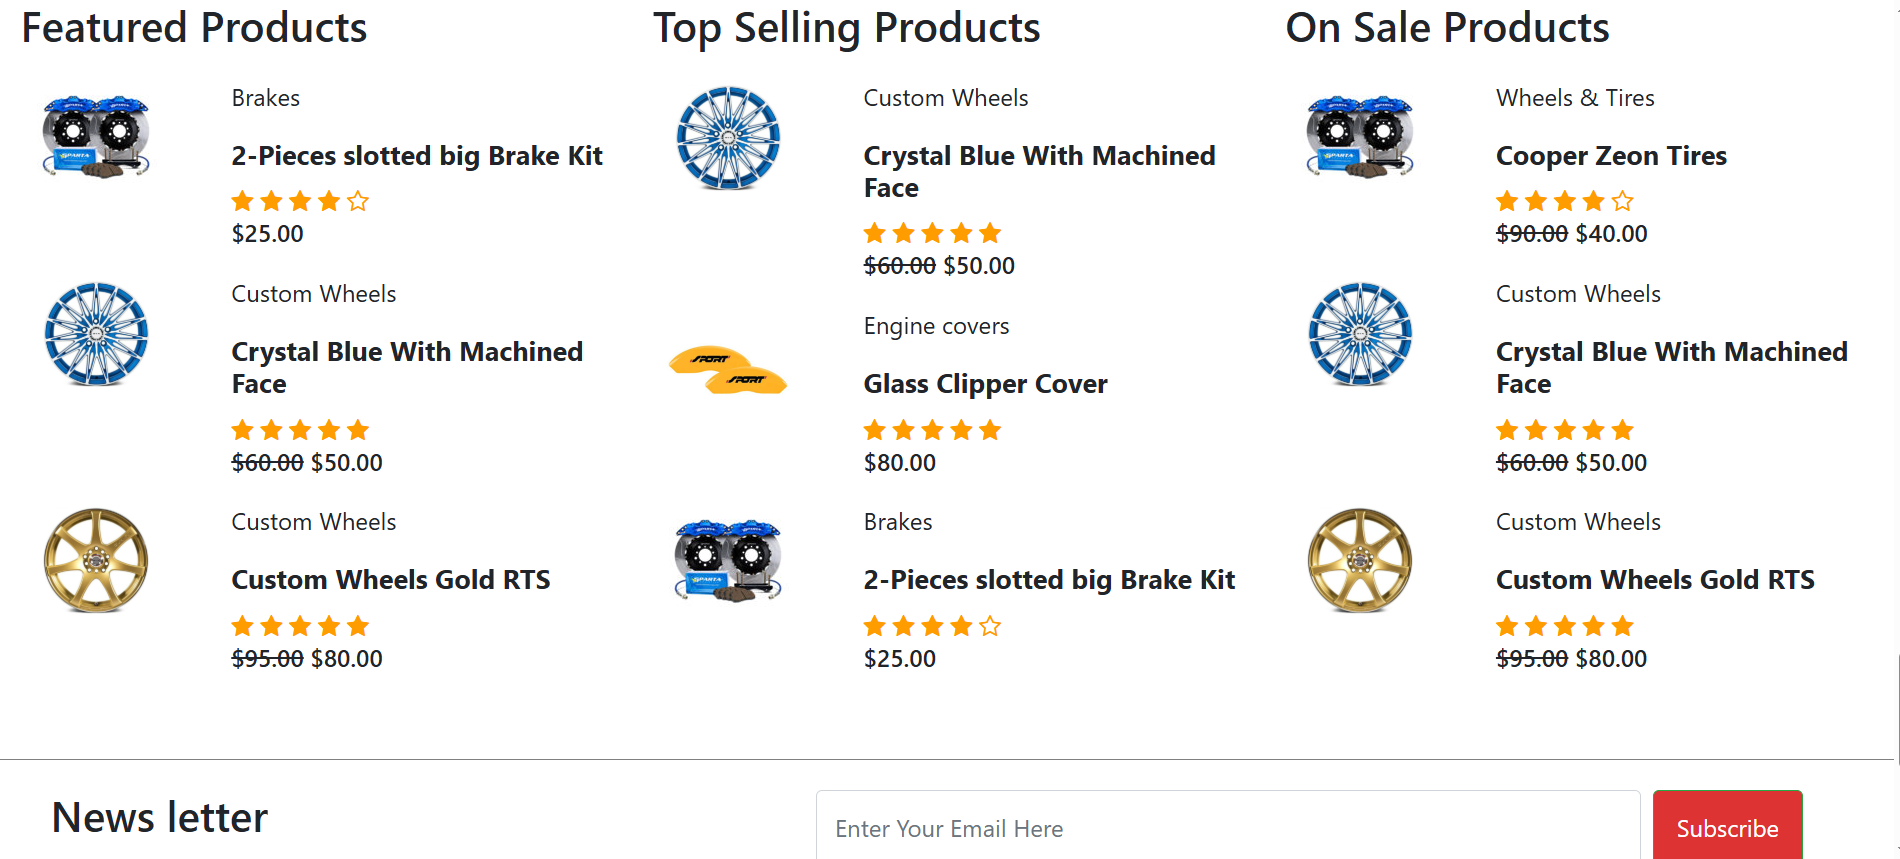 Featured Products
Brakes
2-Pieces slotted big Brake Kit
$25.00
Custom Wheels
Crystal Blue With Machined
Face
$60.00 $50.00
Custom Wheels
Custom Wheels Gold RTS
$95.00 $80.00
Top Selling Products
Custom Wheels
Crystal Blue With Machined
Face
$60.00 $50.00
SPORT
SPORT
Engine covers
Glass Clipper Cover
$80.00
Brakes
2-Pieces slotted big Brake Kit
$25.00
On Sale Products
Wheels & Tires
Cooper Zeon Tires
$90.00 $40.00
Custom Wheels
Crystal Blue With Machined
Face
$60.00 $50.00
Custom Wheels
Custom Wheels Gold RTS
$95.00 $80.00
News letter
Enter Your Email Here
Subscribe